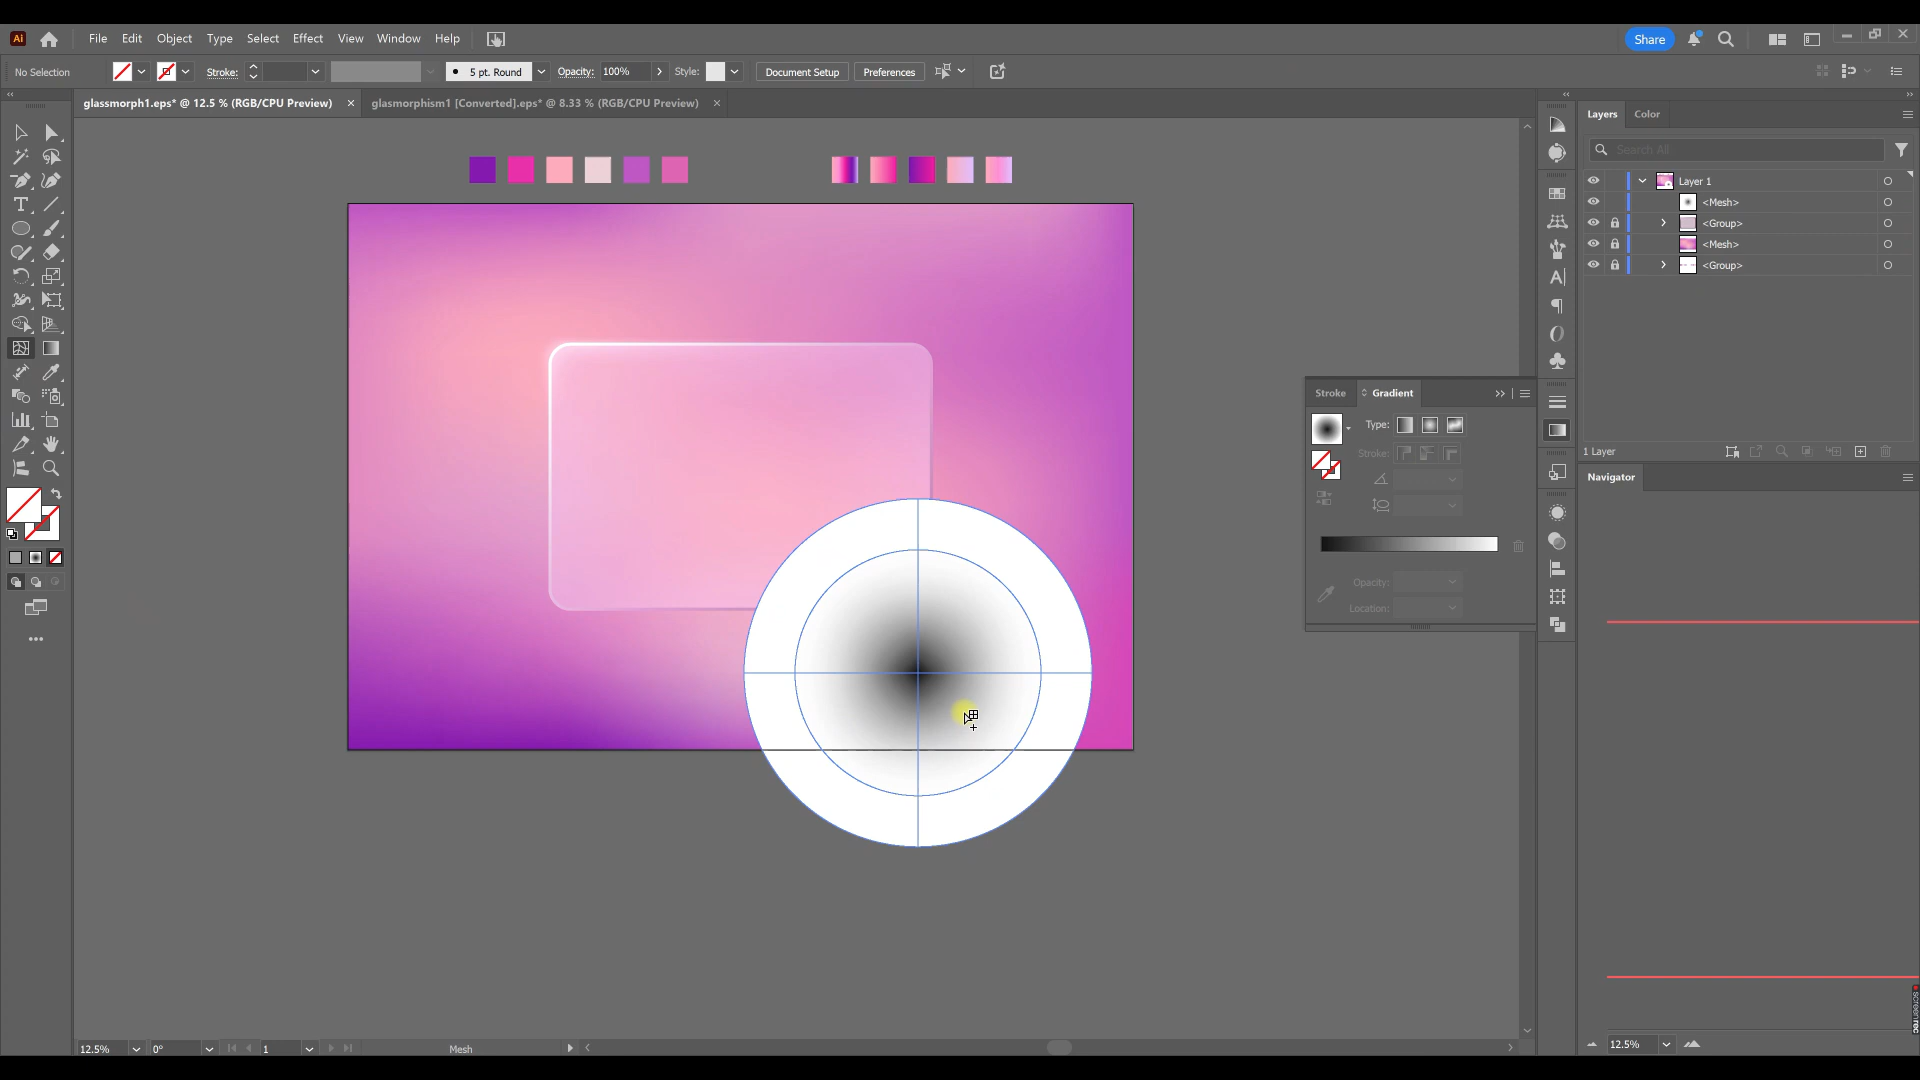 Ai File Edit Object Type Select Effect View Window Help Share
No Selection Stroke: 5 pt. Round Opacity: 100% Style: Document Setup Preferences
glassmorph1.eps* @ 12.5 % (RGB/CPU Preview) glasmorphism1 [Converted].eps* @ 8.33 % (RGB/CPU Preview)
Layers Color
Search All
Layer 1
<Mesh>
<Group>
<Mesh>
<Group>
Stroke Gradient
Type:
Stroke:
Opacity:
Location:
1 Layer
Navigator
12.5% 0° 1 Mesh
12.5%
screenrec